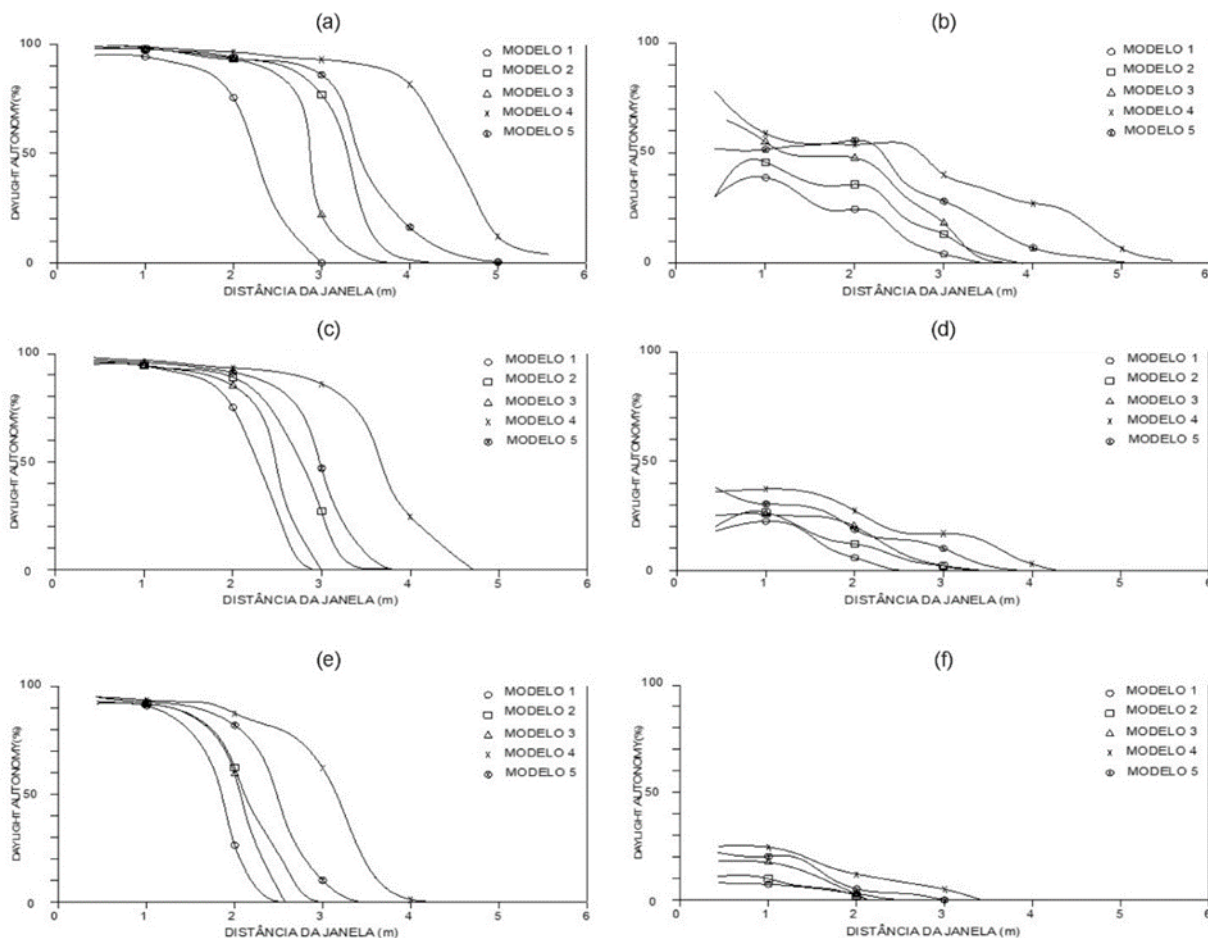 (a)
100
50
0
DAYLIGHT AUTONOMY(%)
0 1 2 3 4 5 6
DISTÂNCIA DA JANELA (m)
MODELO 1
MODELO 2
MODELO 3
MODELO 4
MODELO 5
(b)
100
50
0
DAYLIGHT AUTONOMY(%)
0 1 2 3 4 5 6
DISTÂNCIA DA JANELA (m)
MODELO 1
MODELO 2
MODELO 3
MODELO 4
MODELO 5
(c)
100
50
0
DAYLIGHT AUTONOMY(%)
0 1 2 3 4 5 6
DISTÂNCIA DA JANELA (m)
MODELO 1
MODELO 2
MODELO 3
MODELO 4
MODELO 5
(d)
100
50
0
DAYLIGHT AUTONOMY(%)
0 1 2 3 4 5 6
DISTÂNCIA DA JANELA (m)
MODELO 1
MODELO 2
MODELO 3
MODELO 4
MODELO 5
(e)
100
50
0
DAYLIGHT AUTONOMY(%)
0 1 2 3 4 5 6
DISTÂNCIA DA JANELA (m)
MODELO 1
MODELO 2
MODELO 3
MODELO 4
MODELO 5
(f)
100
50
0
DAYLIGHT AUTONOMY(%)
0 1 2 3 4 5 6
DISTÂNCIA DA JANELA (m)
MODELO 1
MODELO 2
MODELO 3
MODELO 4
MODELO 5